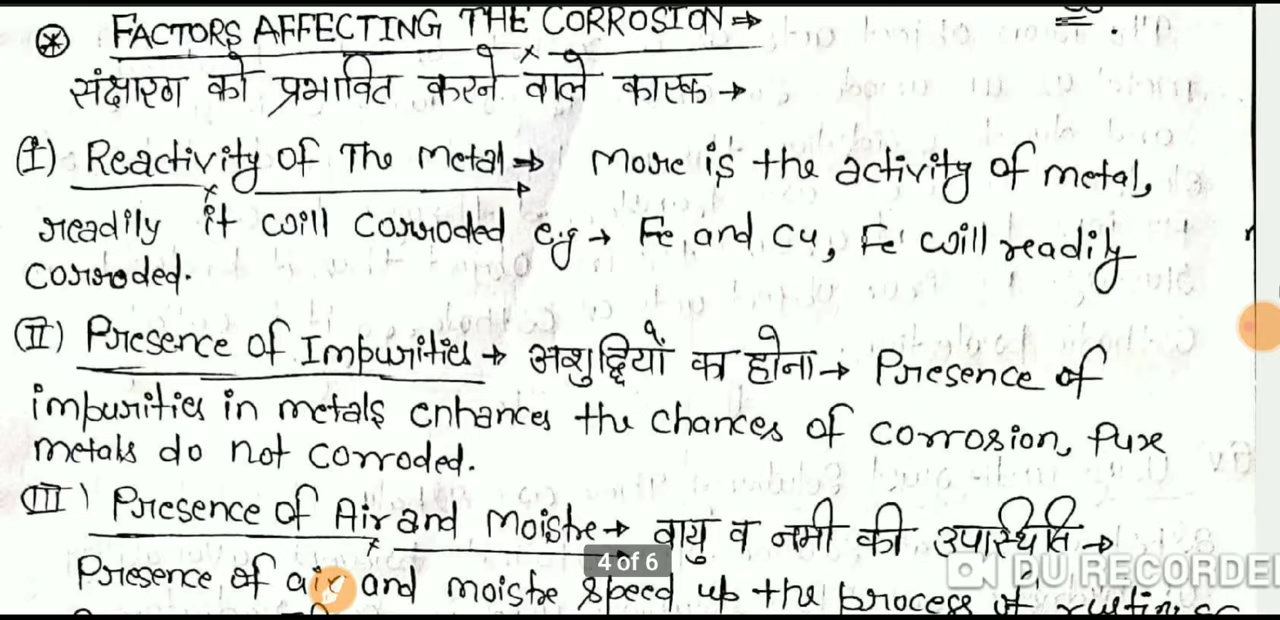 FACTORS AFFECTING THE CORROSION →
संक्षारण को प्रभावित करने वाले कारक →
(I) Reactivity of The Metal → More is the activity of metal,
readily it will corroded e.g → Fe and Cu, Fe will readily
corroded.
(II) Presence of Impurities → अशुद्धियों का होना → Presence of
impurities in metals enhances the chances of corrosion, Pure
metals do not corroded.
(III) Presence of Air and Moistre → वायु व नमी की उपस्थिति →
4 of 6
DU RECORDER
Presence of air and moistre speed up the process of